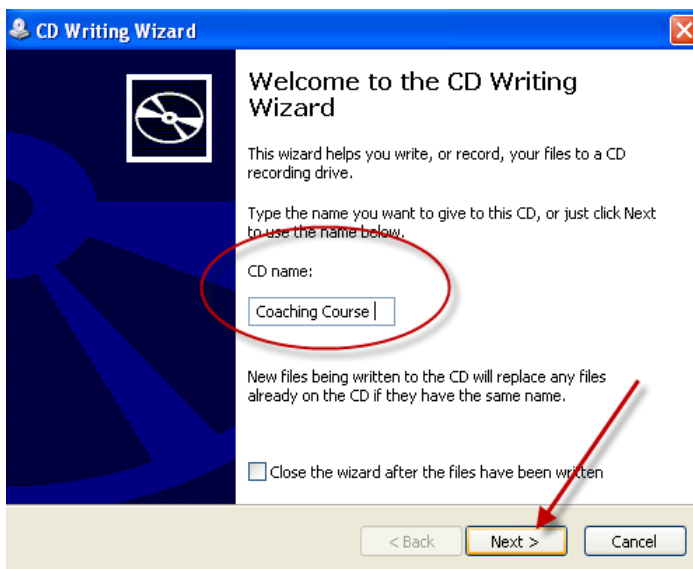 CD Writing Wizard
Welcome to the CD Writing
Wizard
This wizard helps you write, or record, your files to a CD
recording drive.
Type the name you want to give to this CD, or just click Next
to use the name below.
CD name:
Coaching Course
New files being written to the CD will replace any files
already on the CD if they have the same name.
Close the wizard after the files have been written
< Back Next > Cancel